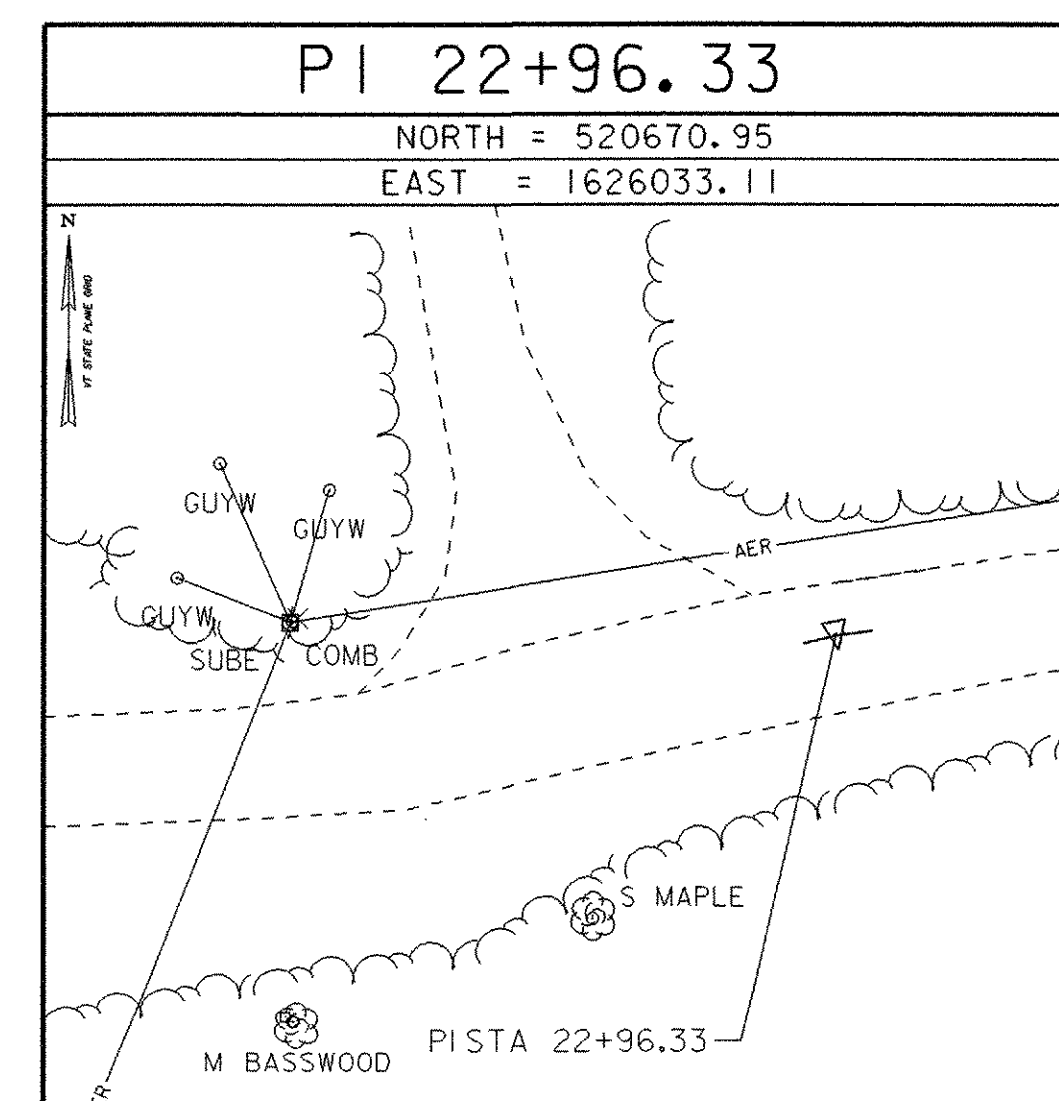 PI 22+96.33
NORTH = 520670.95
EAST = 1626033.11
N
VT STATE PLANE GRID
GUYW
GUYW
AER
GUYW
SUBE
COMB
S MAPLE
PISTA 22+96.33
M BASSWOOD